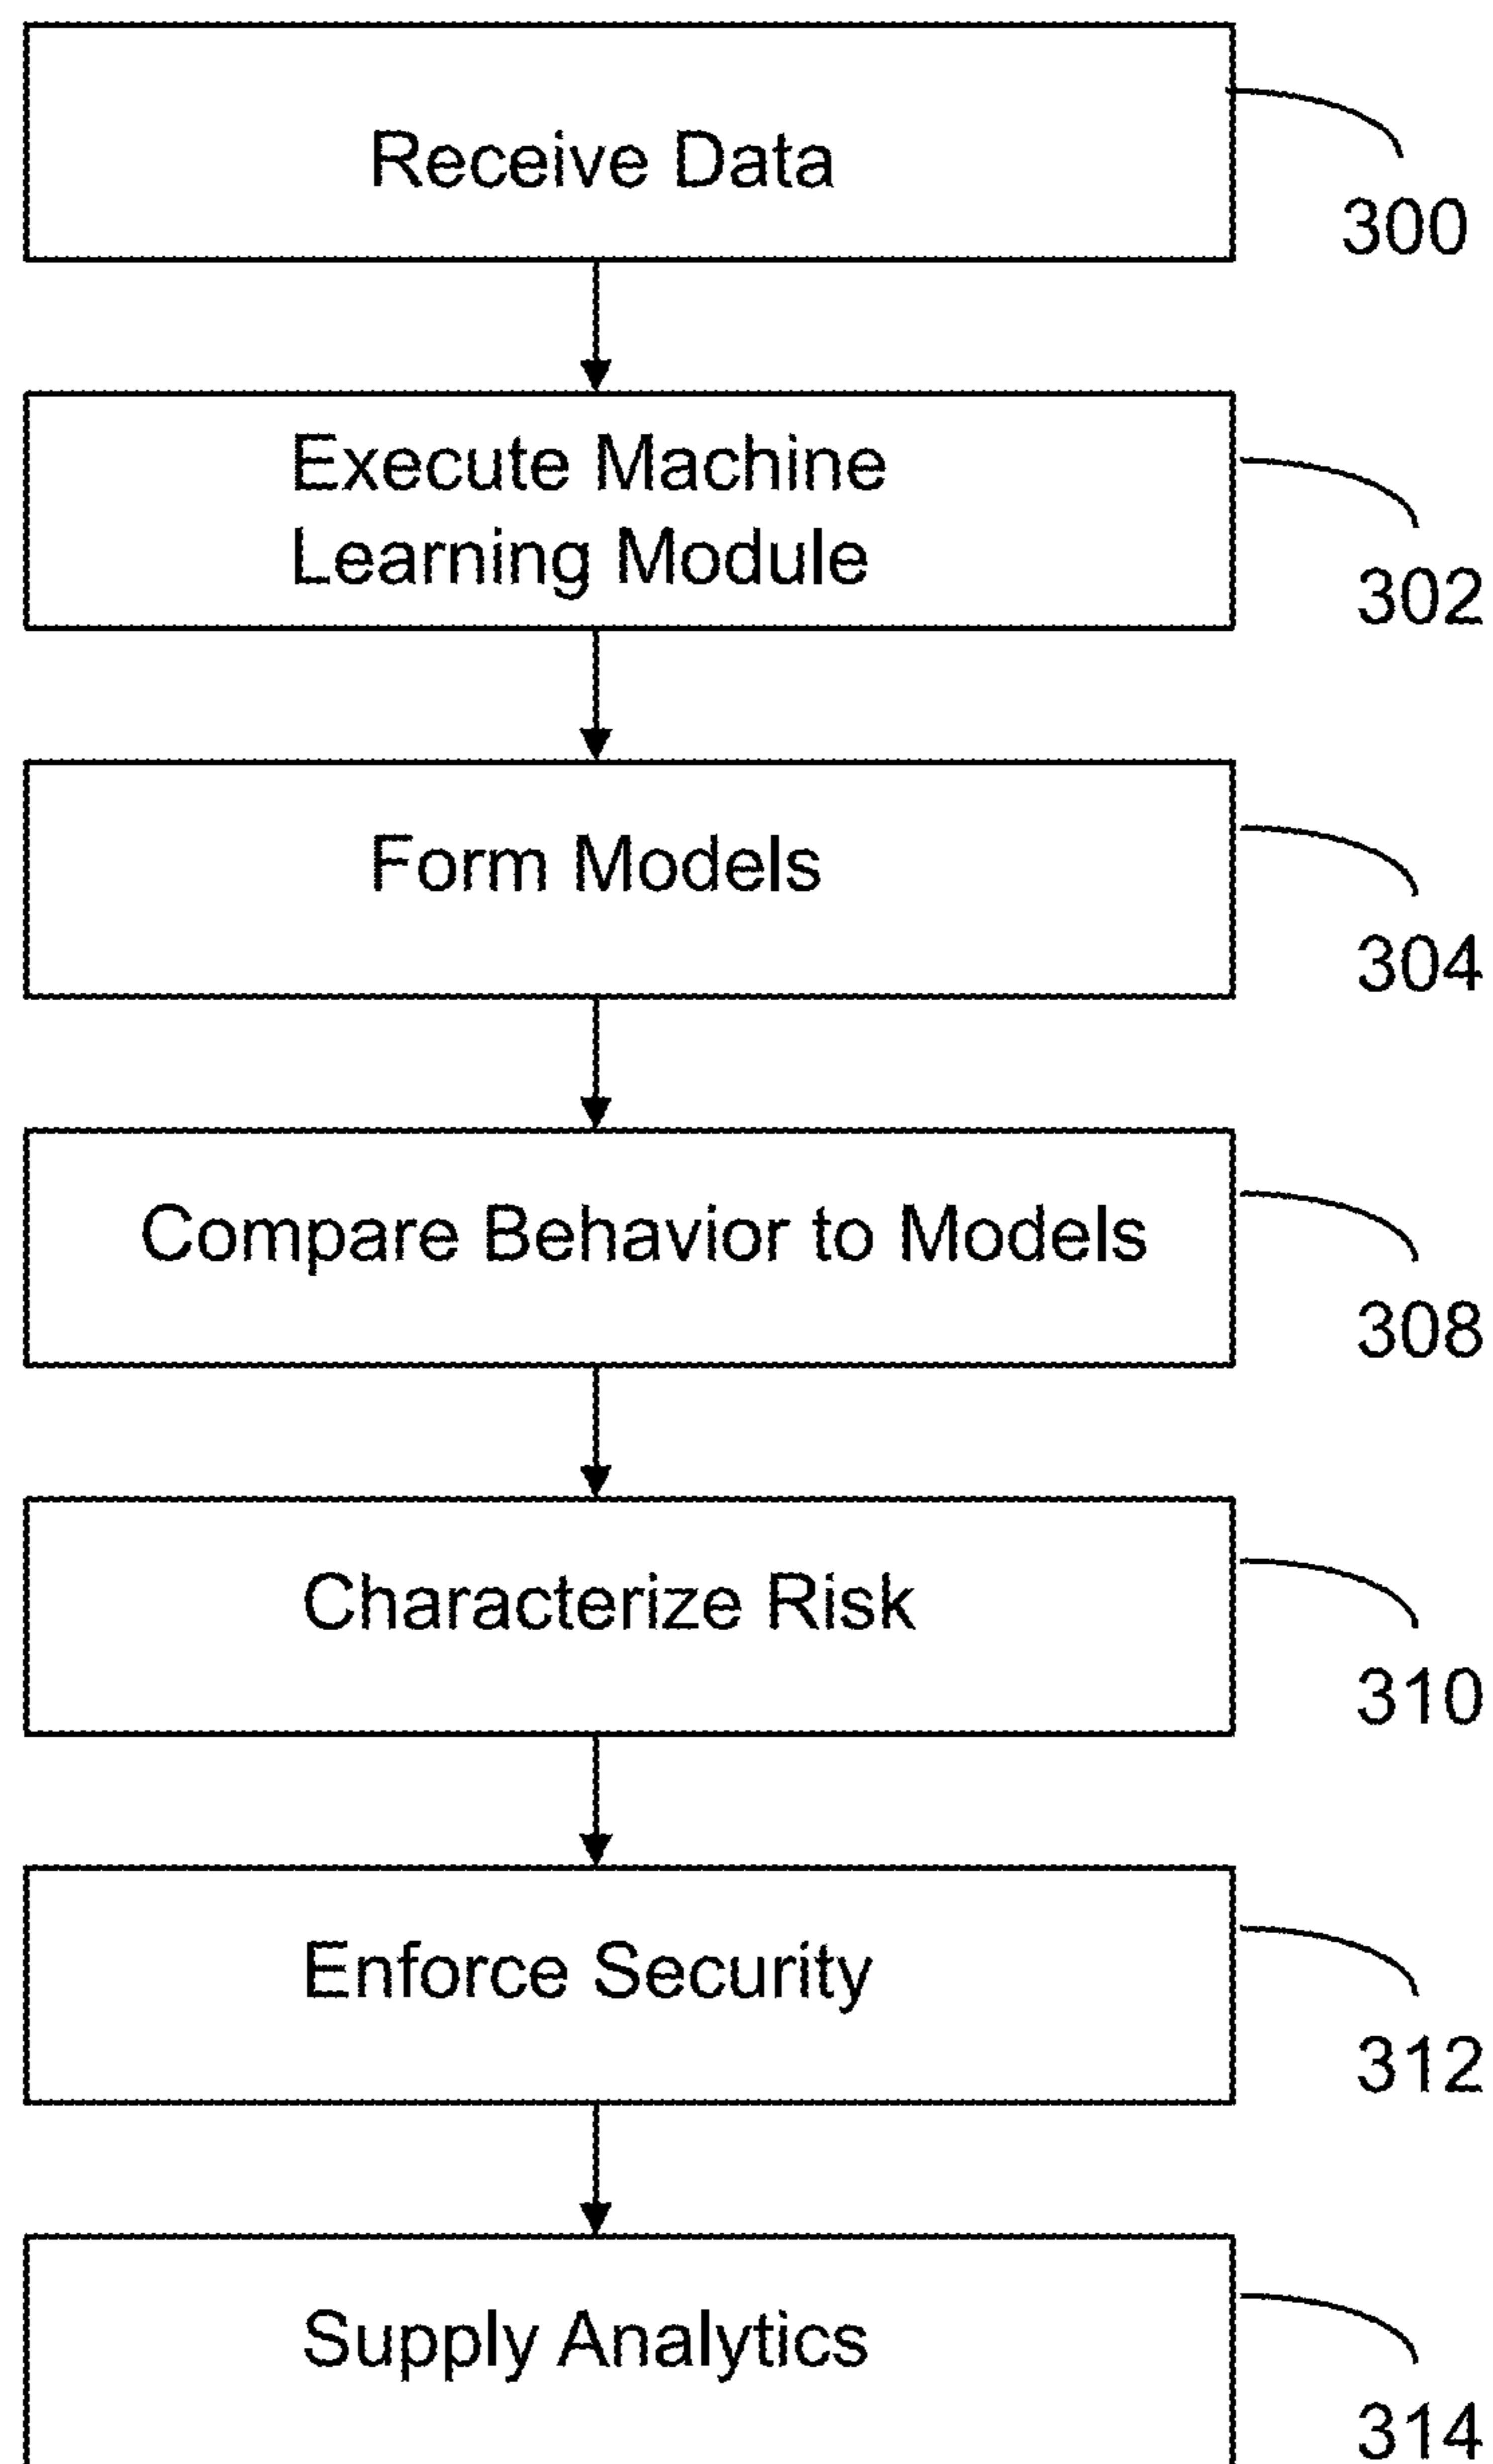 Receive Data
300
Execute Machine
Learning Module
302
Form Models
304
Compare Behavior to Models
308
Characterize Risk
310
Enforce Security
312
Supply Analytics
314